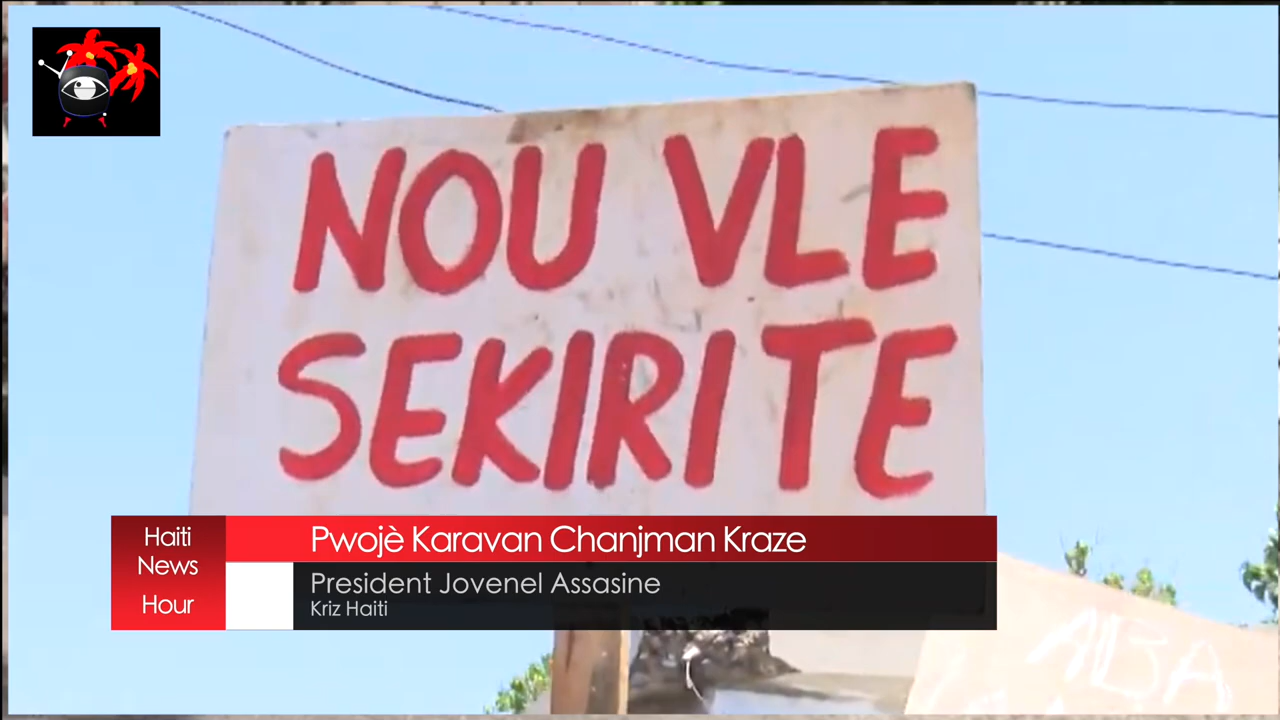 NOU VLE
SEKIRITE
Haiti
News
Hour
Pwojè Karavan Chanjman Kraze
President Jovenel Assasine
Kriz Haiti